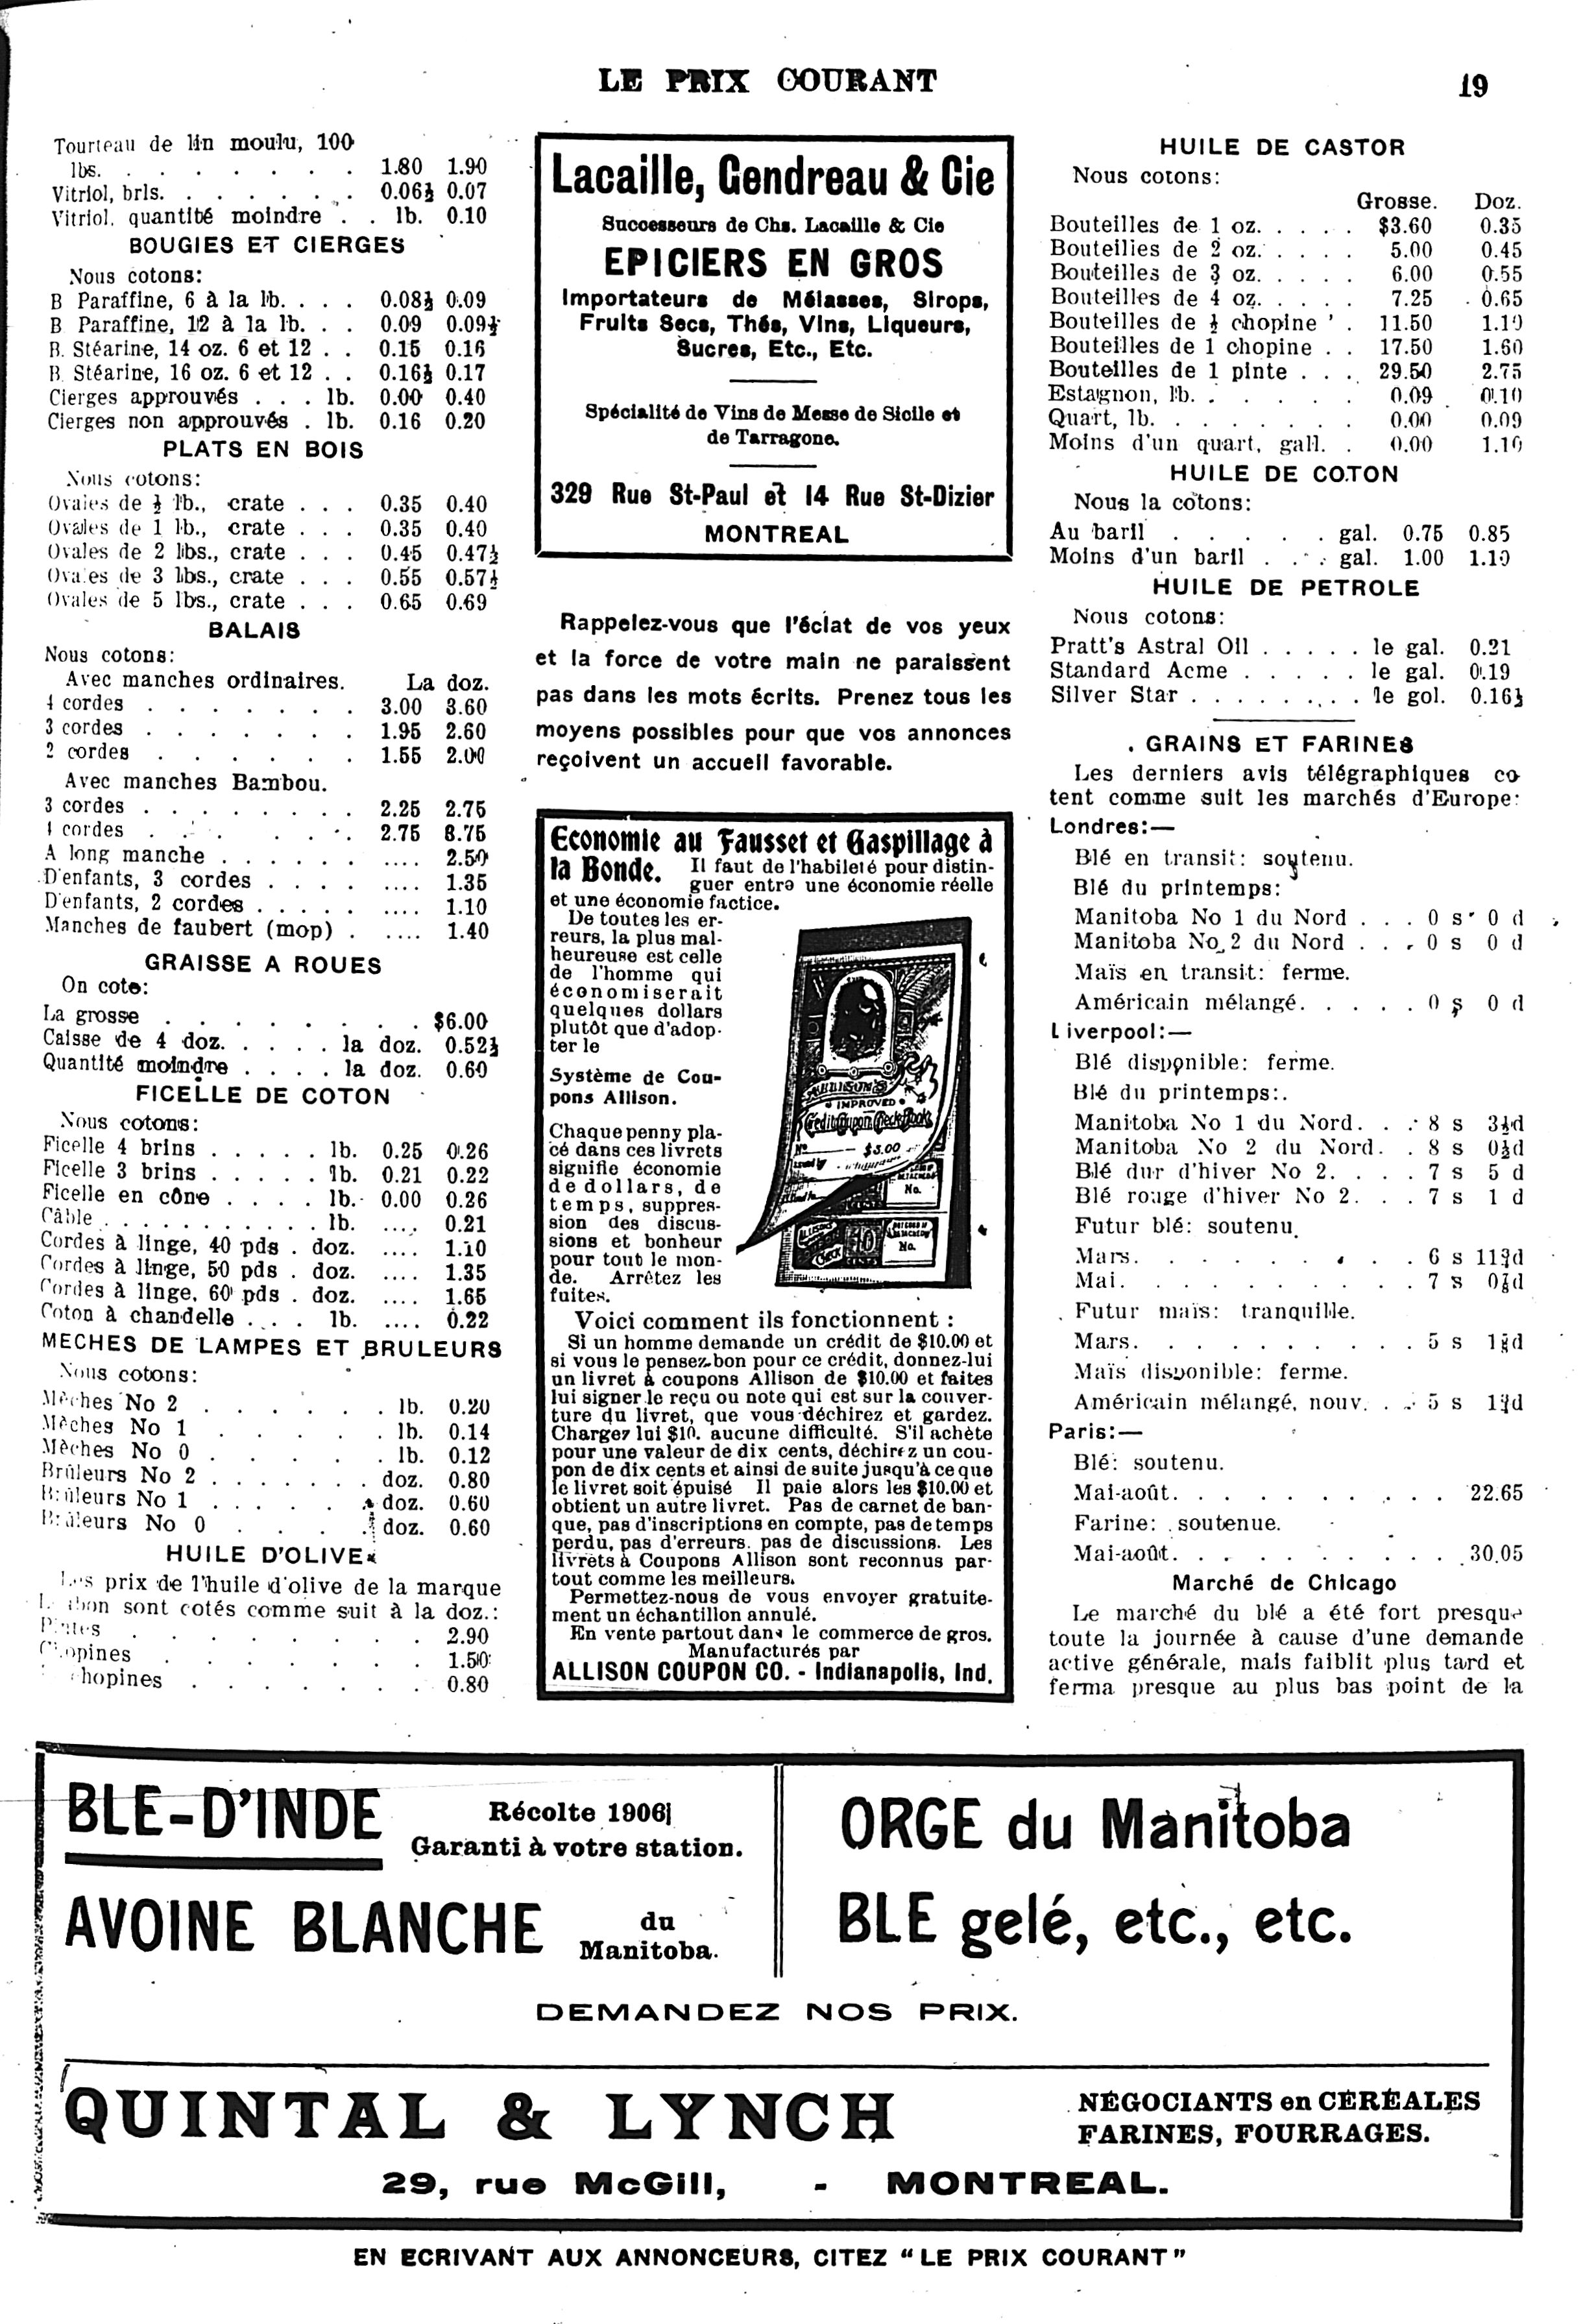 LE PRIX COURANT
19
Tourteau de lin moulu, 100
lbs. . . . . . . . 1.80 1.90
Vitriol, brls. . . . . . . . 0.06½ 0.07
Vitriol, quantité moindre . . lb. 0.10
BOUGIES ET CIERGES
Nous cotons:
B Paraffine, 6 à la lb. . . . 0.08½ 0.09
B Paraffine, 12 à la lb. . . 0.09 0.09½
B. Stéarine, 14 oz. 6 et 12 . . 0.15 0.16
B. Stéarine, 16 oz. 6 et 12 . . 0.16½ 0.17
Cierges approuvés . . . lb. 0.00 0.40
Cierges non approuvés . lb. 0.16 0.20
PLATS EN BOIS
Nous cotons:
Ovales de ½ lb., crate . . . 0.35 0.40
Ovales de 1 lb., crate . . . 0.35 0.40
Ovales de 2 lbs., crate . . . 0.45 0.47½
Ovales de 3 lbs., crate . . . 0.55 0.57½
Ovales de 5 lbs., crate . . . 0.65 0.69
BALAIS
Nous cotons:
Avec manches ordinaires. La doz.
4 cordes . . . . . . . 3.00 3.60
3 cordes . . . . . . . 1.95 2.60
2 cordes . . . . . . 1.55 2.00
Avec manches Bambou.
3 cordes . . . . . . . . 2.25 2.75
4 cordes . . . . . . 2.75 3.75
A long manche . . . . . . .... 2.50
D'enfants, 3 cordes . . . . .... 1.35
D'enfants, 2 cordes . . . . . .... 1.10
Manches de faubert (mop) . .... 1.40
GRAISSE A ROUES
On cote:
La grosse . . . . . . . . . $6.00
Caisse de 4 doz. . . . . la doz. 0.52½
Quantité moindre . . . . la doz. 0.60
FICELLE DE COTON
Nous cotons:
Ficelle 4 brins . . . . . lb. 0.25 0.26
Ficelle 3 brins . . . . . lb. 0.21 0.22
Ficelle en cône . . . . lb. 0.00 0.26
Câble . . . . . . . . . . . lb. .... 0.21
Cordes à linge, 40 pds . doz. .... 1.10
Cordes à linge, 50 pds . doz. .... 1.35
Cordes à linge, 60 pds . doz. .... 1.65
Coton à chandelle . . . lb. .... 0.22
MECHES DE LAMPES ET BRULEURS
Nous cotons:
Mèches No 2 . . . . . . lb. 0.20
Mèches No 1 . . . . . lb. 0.14
Mèches No 0 . . . . . . lb. 0.12
Brûleurs No 2 . . . . . . . doz. 0.80
Brûleurs No 1 . . . . . doz. 0.60
Brûleurs No 0 . . . . doz. 0.60
HUILE D'OLIVE
Les prix de l'huile d'olive de la marque
sont cotés comme suit à la doz.:
Pintes . . . . . . . . 2.90
Chopines . . . . . . . 1.50
chopines . . . . . . . 0.80
Lacaille, Gendreau & Cie
Successeurs de Chs. Lacaille & Cie
EPICIERS EN GROS
Importateurs de Mélasses, Sirops,
Fruits Secs, Thés, Vins, Liqueurs,
Sucres, Etc., Etc.
Spécialité de Vins de Messe de Sicile et
de Tarragone.
329 Rue St-Paul et 14 Rue St-Dizier
MONTREAL
Rappelez-vous que l'éclat de vos yeux
et la force de votre main ne paraissent
pas dans les mots écrits. Prenez tous les
moyens possibles pour que vos annonces
reçoivent un accueil favorable.
Economie au Fausset et Gaspillage à
la Bonde. Il faut de l'habileté pour distin-
guer entre une économie réelle
et une économie factice.
De toutes les er-
reurs, la plus mal-
heureuse est celle
de l'homme qui
économiserait
quelques dollars
plutôt que d'adop-
ter le
Système de Cou-
pons Allison.
Chaque penny pla-
cé dans ces livrets
signifie économie
de dollars, de
temps, suppres-
sion des discus-
sions et bonheur
pour tout le mon-
de. Arrêtez les
fuites.
ALLISON'S
IMPROVED
Credit Coupon Check Books
No.
$5.00
No.
No.
Voici comment ils fonctionnent :
Si un homme demande un crédit de $10.00 et
si vous le pensez bon pour ce crédit, donnez-lui
un livret à coupons Allison de $10.00 et faites
lui signer le reçu ou note qui est sur la couver-
ture du livret, que vous déchirez et gardez.
Chargez lui $10. aucune difficulté. S'il achète
pour une valeur de dix cents, déchirez un cou-
pon de dix cents et ainsi de suite jusqu'à ce que
le livret soit épuisé Il paie alors les $10.00 et
obtient un autre livret. Pas de carnet de ban-
que, pas d'inscriptions en compte, pas de temps
perdu, pas d'erreurs. pas de discussions. Les
livrets à Coupons Allison sont reconnus par-
tout comme les meilleurs.
Permettez-nous de vous envoyer gratuite-
ment un échantillon annulé.
En vente partout dans le commerce de gros.
Manufacturés par
ALLISON COUPON CO. - Indianapolis, Ind.
HUILE DE CASTOR
Nous cotons:
Grosse. Doz.
Bouteilles de 1 oz. . . . . $3.60 0.35
Bouteilles de 2 oz. . . . . 5.00 0.45
Bouteilles de 3 oz. . . . . 6.00 0.55
Bouteilles de 4 oz. . . . . 7.25 0.65
Bouteilles de ½ chopine . 11.50 1.10
Bouteilles de 1 chopine . . 17.50 1.60
Bouteilles de 1 pinte . . . 29.50 2.75
Estagnon, lb. . . . . . 0.09 0.10
Quart, lb. . . . . . . . 0.00 0.09
Moins d'un quart, gall. . 0.00 1.10
HUILE DE COTON
Nous la cotons:
Au baril . . . . . gal. 0.75 0.85
Moins d'un baril . . . gal. 1.00 1.10
HUILE DE PETROLE
Nous cotons:
Pratt's Astral Oil . . . . . le gal. 0.21
Standard Acme . . . . . le gal. 0.19
Silver Star . . . . . . . . le gol. 0.16½
GRAINS ET FARINES
Les derniers avis télégraphiques co
tent comme suit les marchés d'Europe:
Londres:—
Blé en transit: soutenu.
Blé du printemps:
Manitoba No 1 du Nord . . . 0 s 0 d
Manitoba No 2 du Nord . . . 0 s 0 d
Maïs en transit: ferme.
Américain mélangé. . . . . 0 s 0 d
Liverpool:—
Blé disponible: ferme.
Blé du printemps:.
Manitoba No 1 du Nord. . . 8 s 3½d
Manitoba No 2 du Nord. . 8 s 0½d
Blé dur d'hiver No 2. . . . 7 s 5 d
Blé rouge d'hiver No 2. . . 7 s 1 d
Futur blé: soutenu.
Mars. . . . . . . . . 6 s 11¾d
Mai. . . . . . . . . . 7 s
Futur maïs: tranquille.
Mars. . . . . . . . . . 5 s
Maïs disponible: ferme.
Américain mélangé, nouv. . . 5 s
Paris:—
Blé: soutenu.
Mai-août. . . . . . . . . . 22.65
Farine: soutenue.
Mai-août. . . . . . . . . . 30.05
Marché de Chicago
Le marché du blé a été fort presque
toute la journée à cause d'une demande
active générale, mais faiblit plus tard et
ferma presque au plus bas point de la
BLE-D'INDE
Récolte 1906
Garanti à votre station.
AVOINE BLANCHE du
Manitoba.
ORGE du Manitoba
BLE gelé, etc., etc.
DEMANDEZ NOS PRIX.
QUINTAL & LYNCH
NÉGOCIANTS en CÉRÉALES
FARINES, FOURRAGES.
29, rue McGill, - MONTREAL.
EN ECRIVANT AUX ANNONCEURS, CITEZ "LE PRIX COURANT"